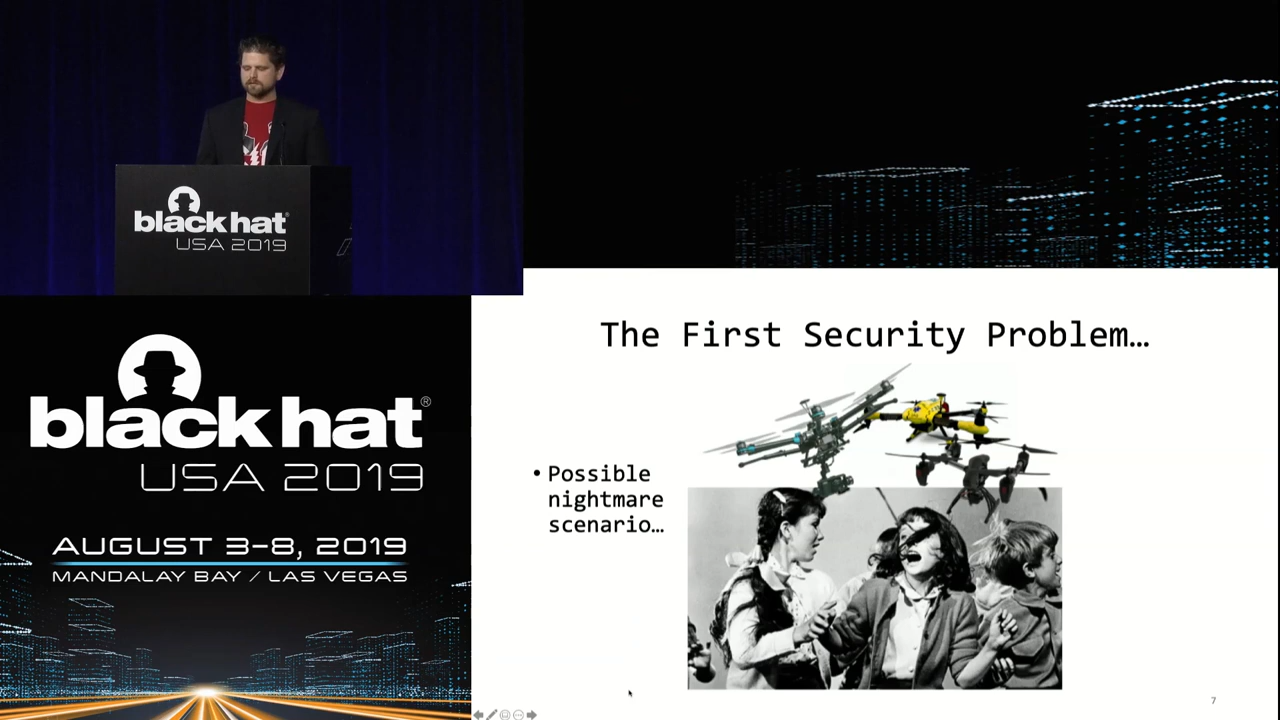 black hat®
USA 2019
black hat®
USA 2019
AUGUST 3-8, 2019
MANDALAY BAY / LAS VEGAS
The First Security Problem…
• Possible
nightmare
scenario…
7